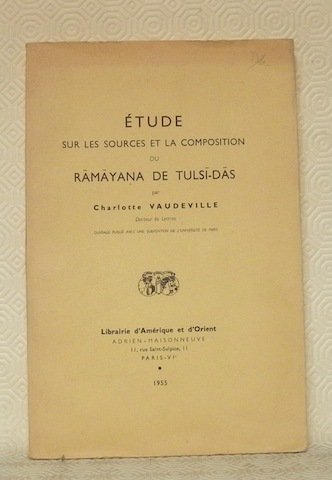 ÉTUDE
SUR LES SOURCES ET LA COMPOSITION
DU
RĀMĀYAṆA DE TULSĪ-DĀS
par
Charlotte VAUDEVILLE
Docteur ès Lettres
OUVRAGE PUBLIÉ AVEC UNE SUBVENTION DE L'UNIVERSITÉ DE PARIS
Librairie d'Amérique et d'Orient
ADRIEN-MAISONNEUVE
11, rue Saint-Sulpice, 11
PARIS-VIe
1955